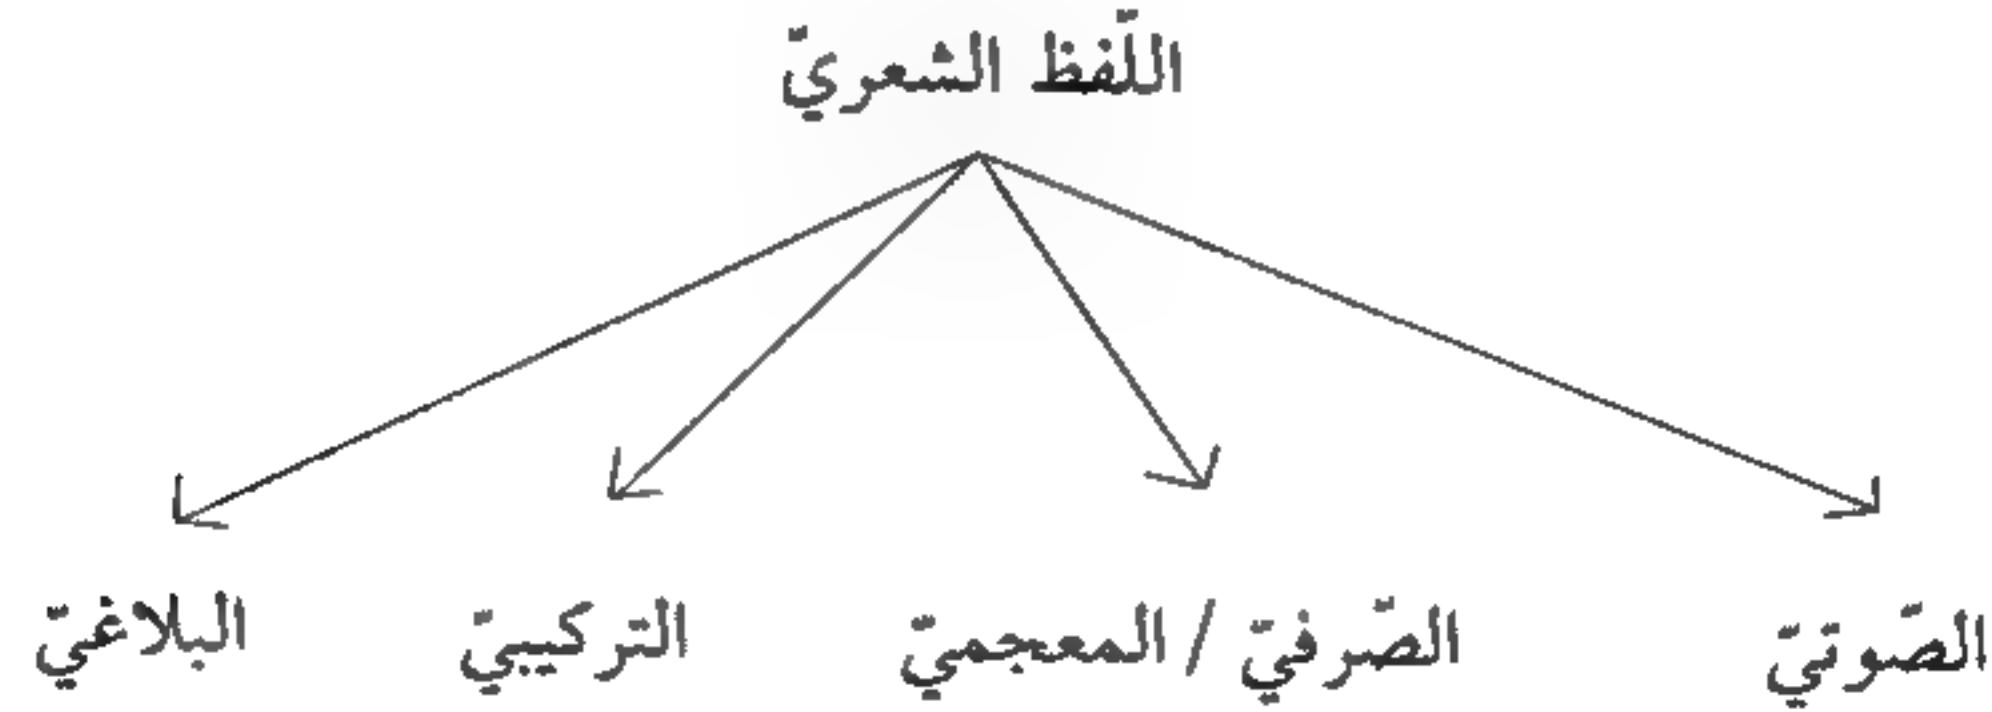 اللّفظ الشعريّ
الصّوتيّ الصّرفيّ / المعجميّ التركيبيّ البلاغيّ